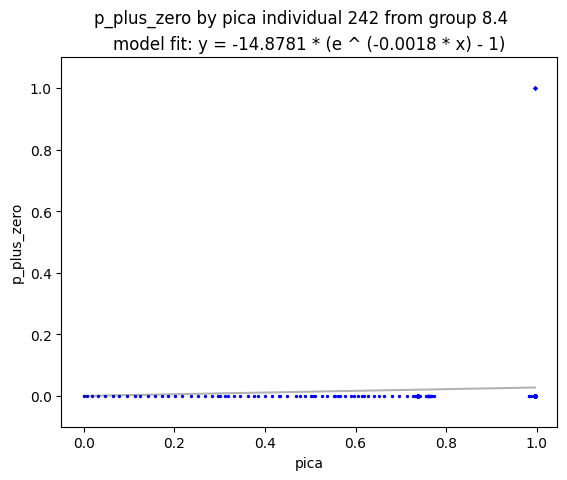 p_plus_zero by pica individual 242 from group 8.4
model fit: y = -14.8781 * (e ^ (-0.0018 * x) - 1)
1.0
0.8
0.6
0.4
0.2
0.0
p_plus_zero
0.0 0.2 0.4 0.6 0.8 1.0
pica